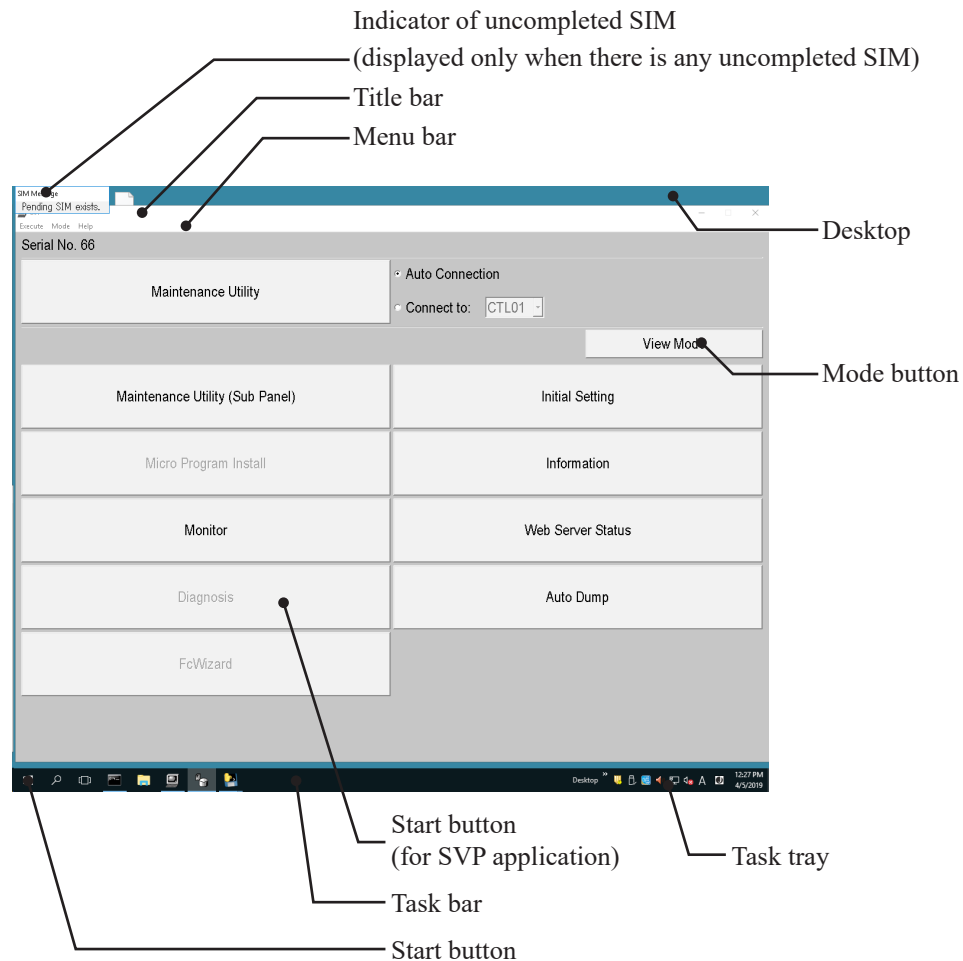 Indicator of uncompleted SIM
(displayed only when there is any uncompleted SIM)
Title bar
Menu bar
Pending SIM exists.
Execute Mode Help
Serial No. 66
Desktop
Maintenance Utility
Auto Connection
Connect to: CTL01
View Mode
Mode button
Maintenance Utility (Sub Panel)
Initial Setting
Micro Program Install
Information
Monitor
Web Server Status
Diagnosis
Auto Dump
FcWizard
Desktop
A
12:27 PM
4/5/2019
Start button
(for SVP application)
Task tray
Task bar
Start button